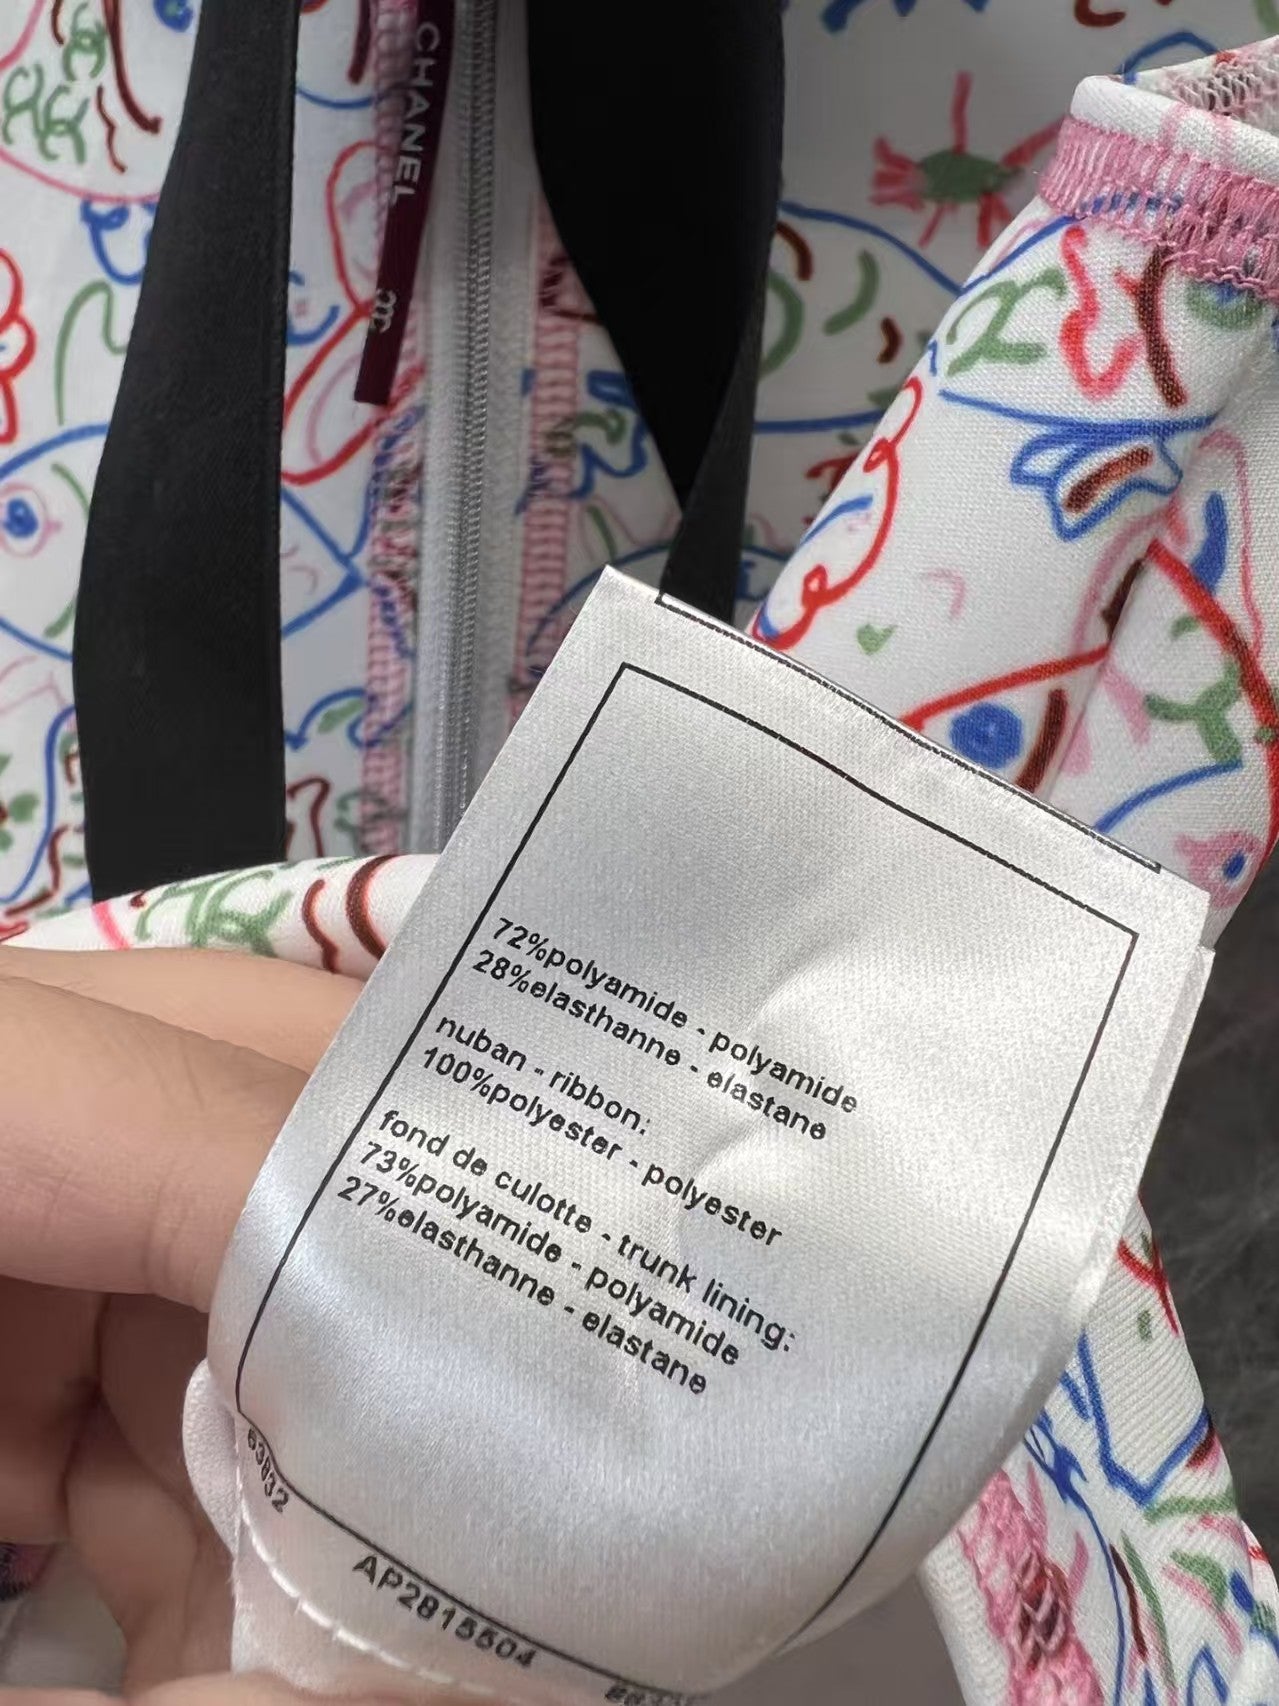 CHANEL
72%polyamide - polyamide
28%elasthanne - elastane
nuban - ribbon:
100%polyester - polyester
fond de culotte - trunk lining:
73%polyamide - polyamide
27%elasthanne - elastane
63832
AP2815504